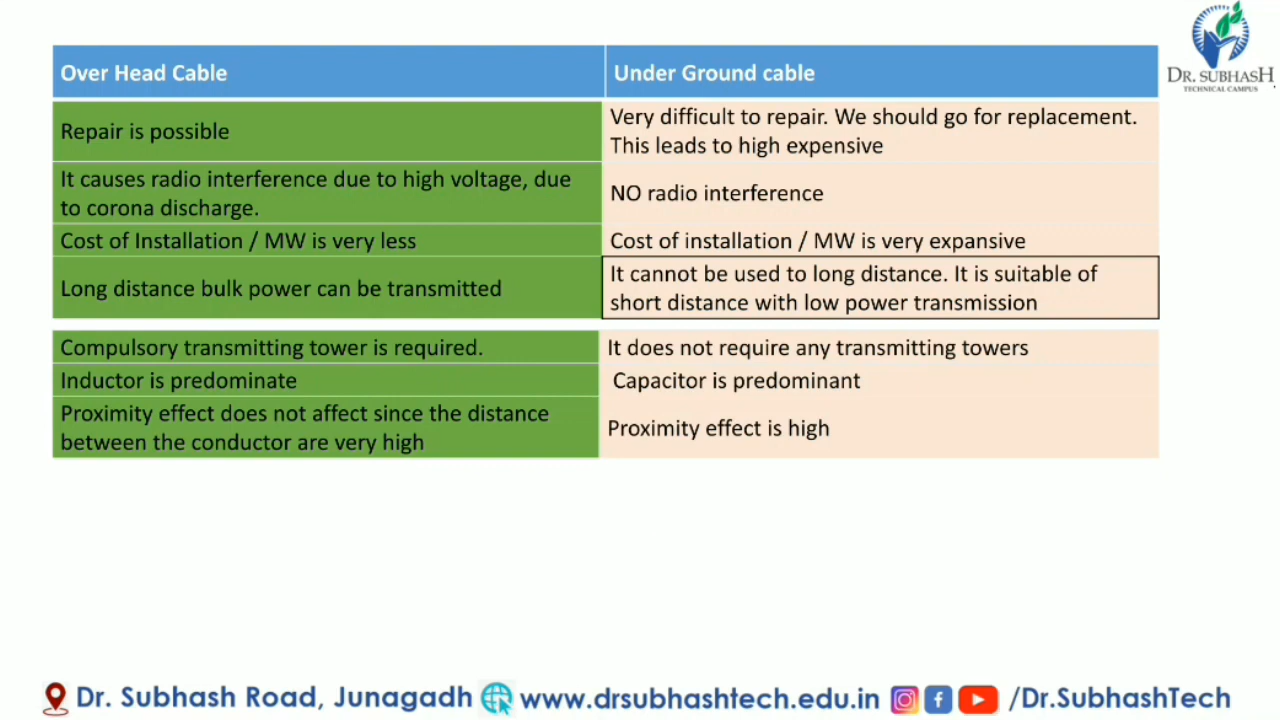 DR. SUBHASH
TECHNICAL CAMPUS
Over Head Cable
Under Ground cable
Repair is possible
Very difficult to repair. We should go for replacement.
This leads to high expensive
It causes radio interference due to high voltage, due
to corona discharge.
NO radio interference
Cost of Installation / MW is very less
Cost of installation / MW is very expansive
Long distance bulk power can be transmitted
It cannot be used to long distance. It is suitable of
short distance with low power transmission
Compulsory transmitting tower is required.
It does not require any transmitting towers
Inductor is predominate
Capacitor is predominant
Proximity effect does not affect since the distance
between the conductor are very high
Proximity effect is high
Dr. Subhash Road, Junagadh www.drsubhashtech.edu.in /Dr.SubhashTech